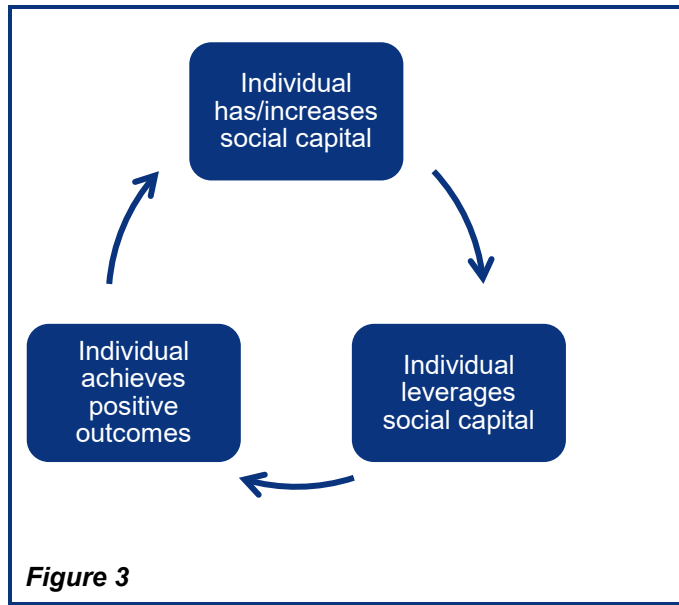 Individual
has/increases
social capital
Individual
leverages
social capital
Individual
achieves
positive
outcomes
Figure 3